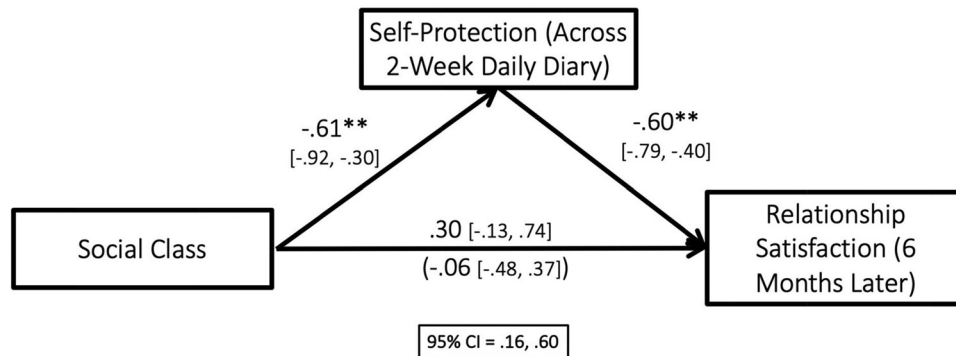 Self-Protection (Across
2-Week Daily Diary)
-.61**
[-.92, -.30]
-.60**
[-.79, -.40]
Social Class
.30 [-.13, .74]
(-.06 [-.48, .37])
Relationship
Satisfaction (6
Months Later)
95% CI = .16, .60